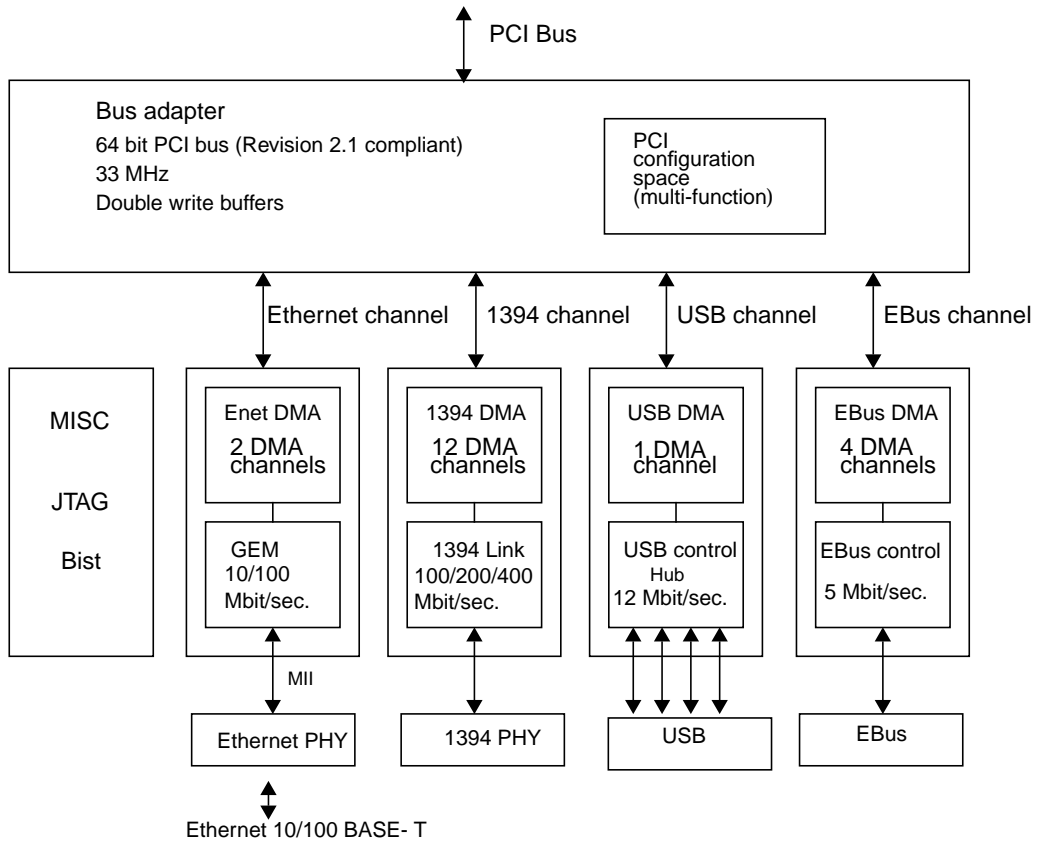 PCI Bus
Bus adapter
64 bit PCI bus (Revision 2.1 compliant)
33 MHz
Double write buffers
PCI
configuration
space
(multi-function)
Ethernet channel
1394 channel
USB channel
EBus channel
MISC
JTAG
Bist
Enet DMA
2 DMA
channels
GEM
10/100
Mbit/sec.
1394 DMA
12 DMA
channels
1394 Link
100/200/400
Mbit/sec.
USB DMA
1 DMA
channel
USB control
Hub
12 Mbit/sec.
EBus DMA
4 DMA
channels
EBus control
5 Mbit/sec.
MII
Ethernet PHY
1394 PHY
USB
EBus
Ethernet 10/100 BASE- T